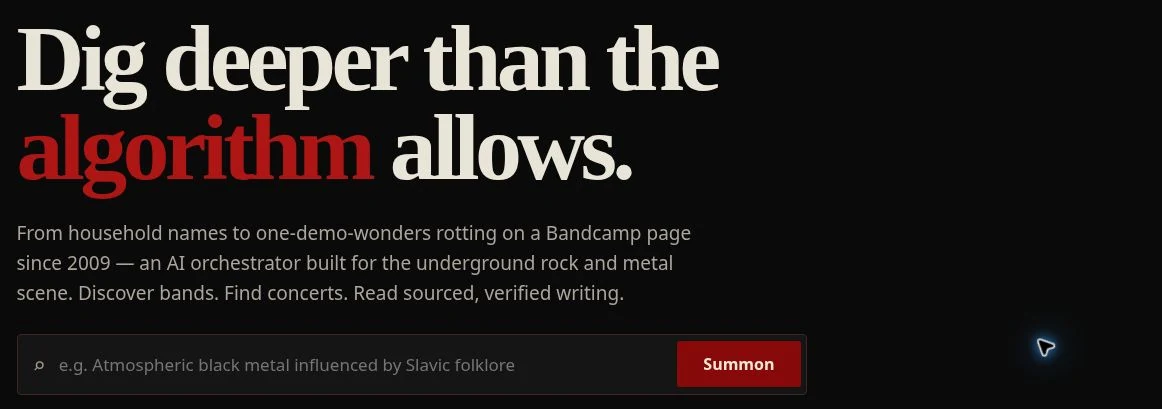 Dig deeper than the
algorithm allows.
From household names to one-demo-wonders rotting on a Bandcamp page
since 2009 — an AI orchestrator built for the underground rock and metal
scene. Discover bands. Find concerts. Read sourced, verified writing.
e.g. Atmospheric black metal influenced by Slavic folklore
Summon